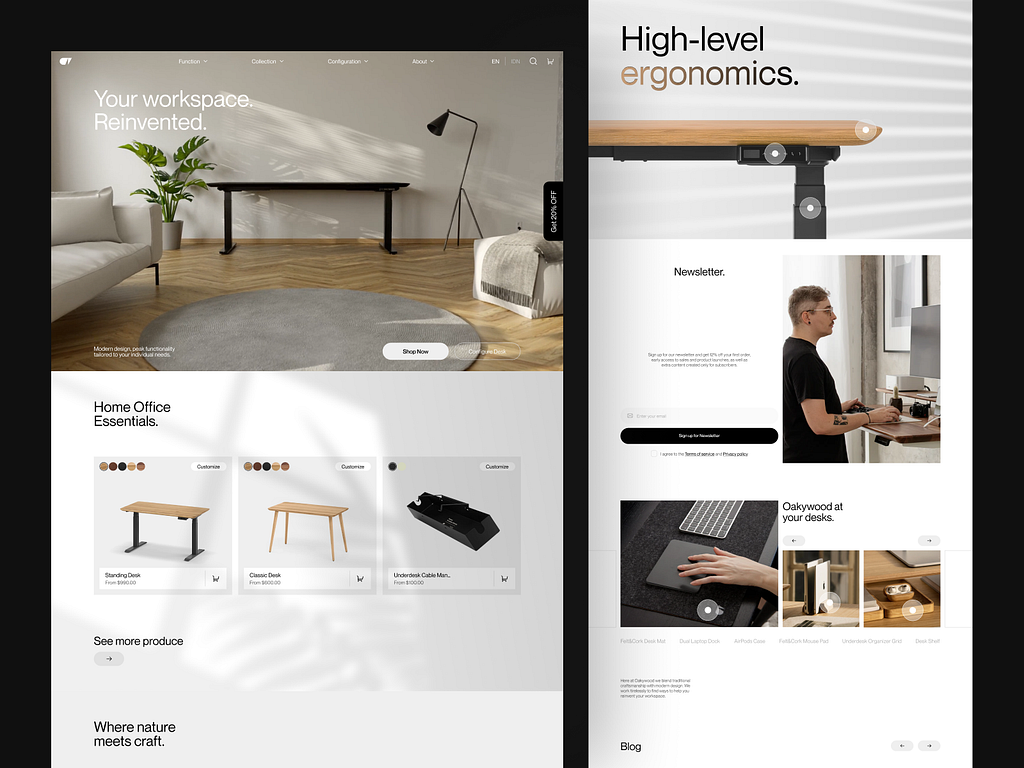 Function
Collection
Configuration
About
EN
IDN
Your workspace.
Reinvented.
Get 20% OFF
Modern design, peak functionality
tailored to your individual needs.
Shop Now
Configure Desk
Home Office
Essentials.
Customize
Customize
Customize
Standing Desk
From $990.00
Classic Desk
From $600.00
Underdesk Cable Man...
From $100.00
See more produce
Where nature
meets craft.
High-level
ergonomics.
Newsletter.
Sign up for our newsletter and get 10% off your first order,
early access to sales and product launches, as well as
extra content created only for subscribers.
Enter your email
Sign up for Newsletter
I agree to the Terms of service and Privacy policy
Oakywood at
your desks.
Felt&Cork Desk Mat
Dual Laptop Dock
AirPods Case
Felt&Cork Mouse Pad
Underdesk Organizer Grid
Desk Shelf
Here at Oakywood we blend traditional
craftsmanship with modern design. We
work tirelessly to find ways to help you
reinvent your workspace.
Blog